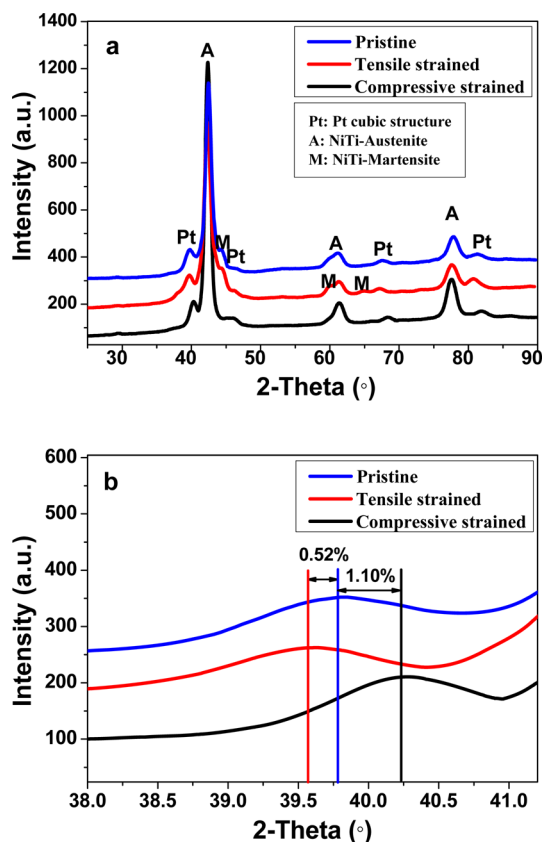 a
Pristine
Tensile strained
Compressive strained
Pt: Pt cubic structure
A: NiTi-Austenite
M: NiTi-Martensite
A
Pt
M
Pt
A
M
M
Pt
A
Pt
1400
1200
1000
800
600
400
200
Intensity (a.u.)
30
40
50
60
70
80
90
2-Theta (○)
b
Pristine
Tensile strained
Compressive strained
0.52%
1.10%
600
500
400
300
200
100
Intensity (a.u.)
38.0
38.5
39.0
39.5
40.0
40.5
41.0
2-Theta (○)